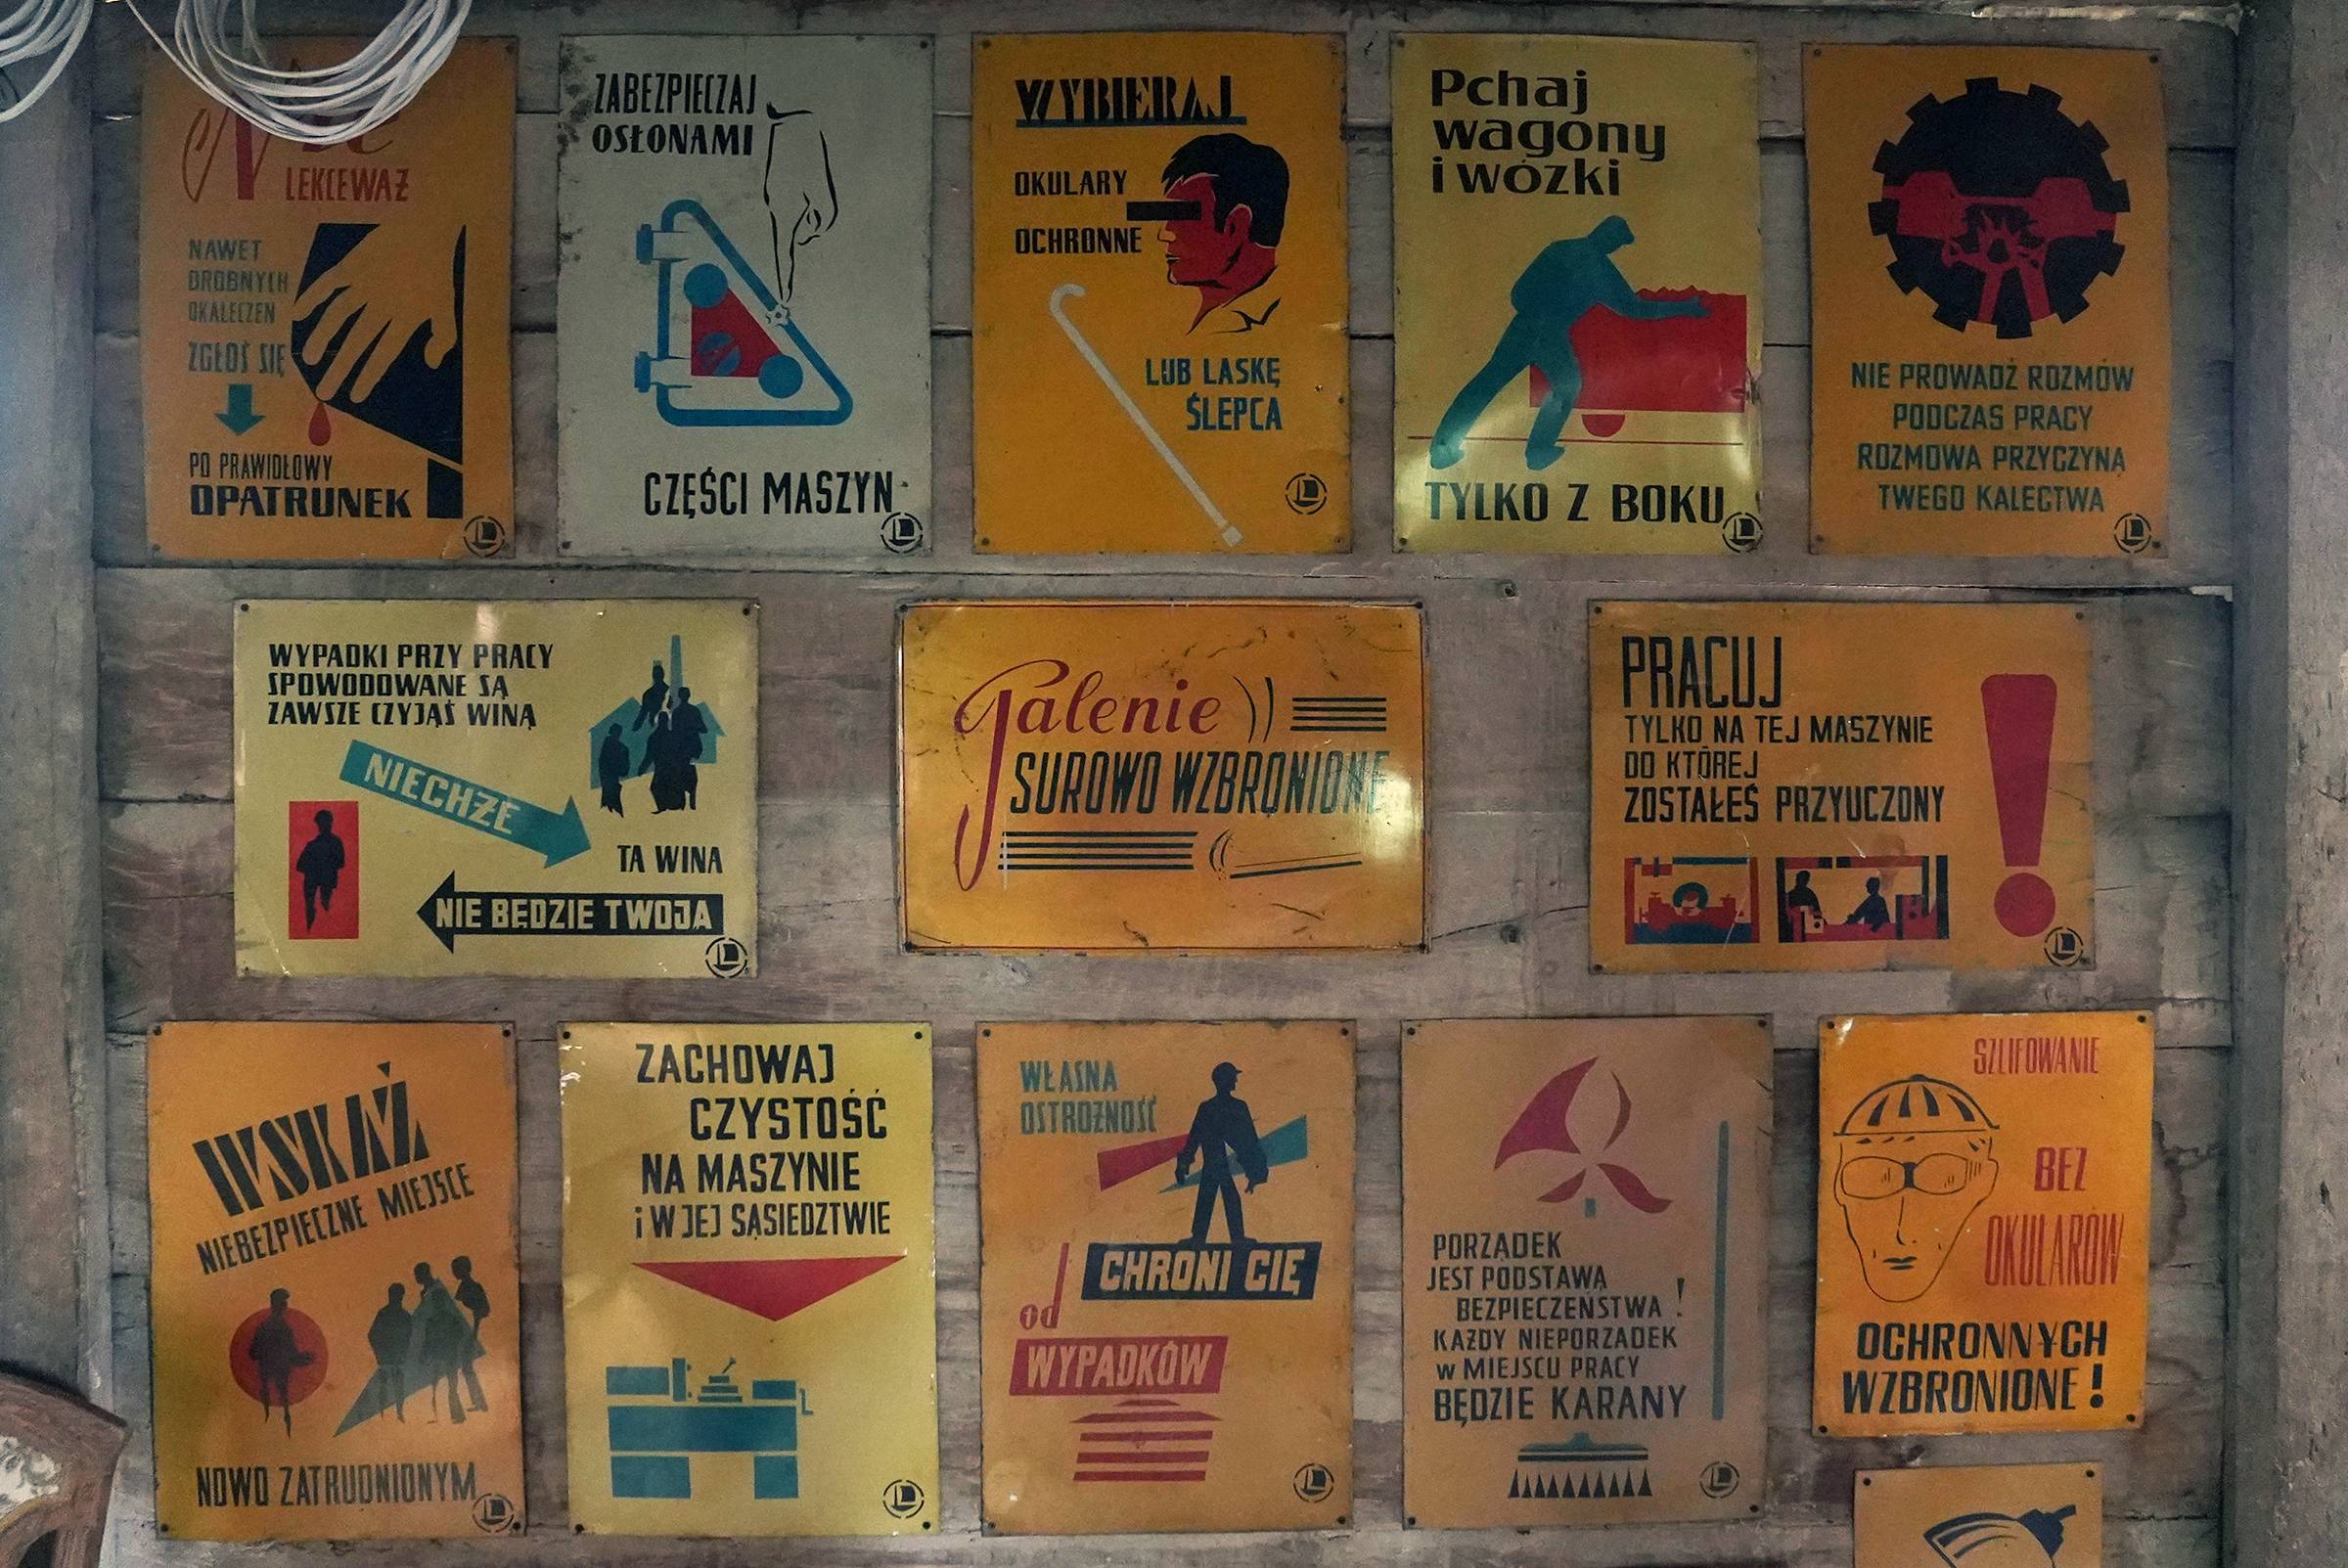 Nie
LEKCEWAŻ
NAWET
DROBNYCH
OKALECZEŃ
ZGŁOŚ SIĘ
PO PRAWIDŁOWY
OPATRUNEK
ZABEZPIECZAJ
OSŁONAMI
CZĘŚCI MASZYN
WYBIERAJ
OKULARY
OCHRONNE
LUB LASKĘ
ŚLEPCA
Pchaj
wagony
i wózki
TYLKO Z BOKU
NIE PROWADŹ ROZMÓW
PODCZAS PRACY
ROZMOWA PRZYCZYNĄ
TWEGO KALECTWA
WYPADKI PRZY PRACY
SPOWODOWANE SĄ
ZAWSZE CZYJĄŚ WINĄ
NIECHŻE
TA WINA
NIE BĘDZIE TWOJĄ
Palenie
SUROWO WZBRONIONE
PRACUJ
TYLKO NA TEJ MASZYNIE
DO KTÓREJ
ZOSTAŁEŚ PRZYUCZONY
!
WSKAŻ
NIEBEZPIECZNE MIEJSCE
NOWO ZATRUDNIONYM
ZACHOWAJ
CZYSTOŚĆ
NA MASZYNIE
i W JEJ SĄSIEDZTWIE
WŁASNA
OSTROŻNOŚĆ
CHRONI CIĘ
od
WYPADKÓW
PORZĄDEK
JEST PODSTAWĄ
BEZPIECZEŃSTWA !
KAŻDY NIEPORZĄDEK
w MIEJSCU PRACY
BĘDZIE KARANY
SZLIFOWANIE
BEZ
OKULARÓW
OCHRONNYCH
WZBRONIONE !